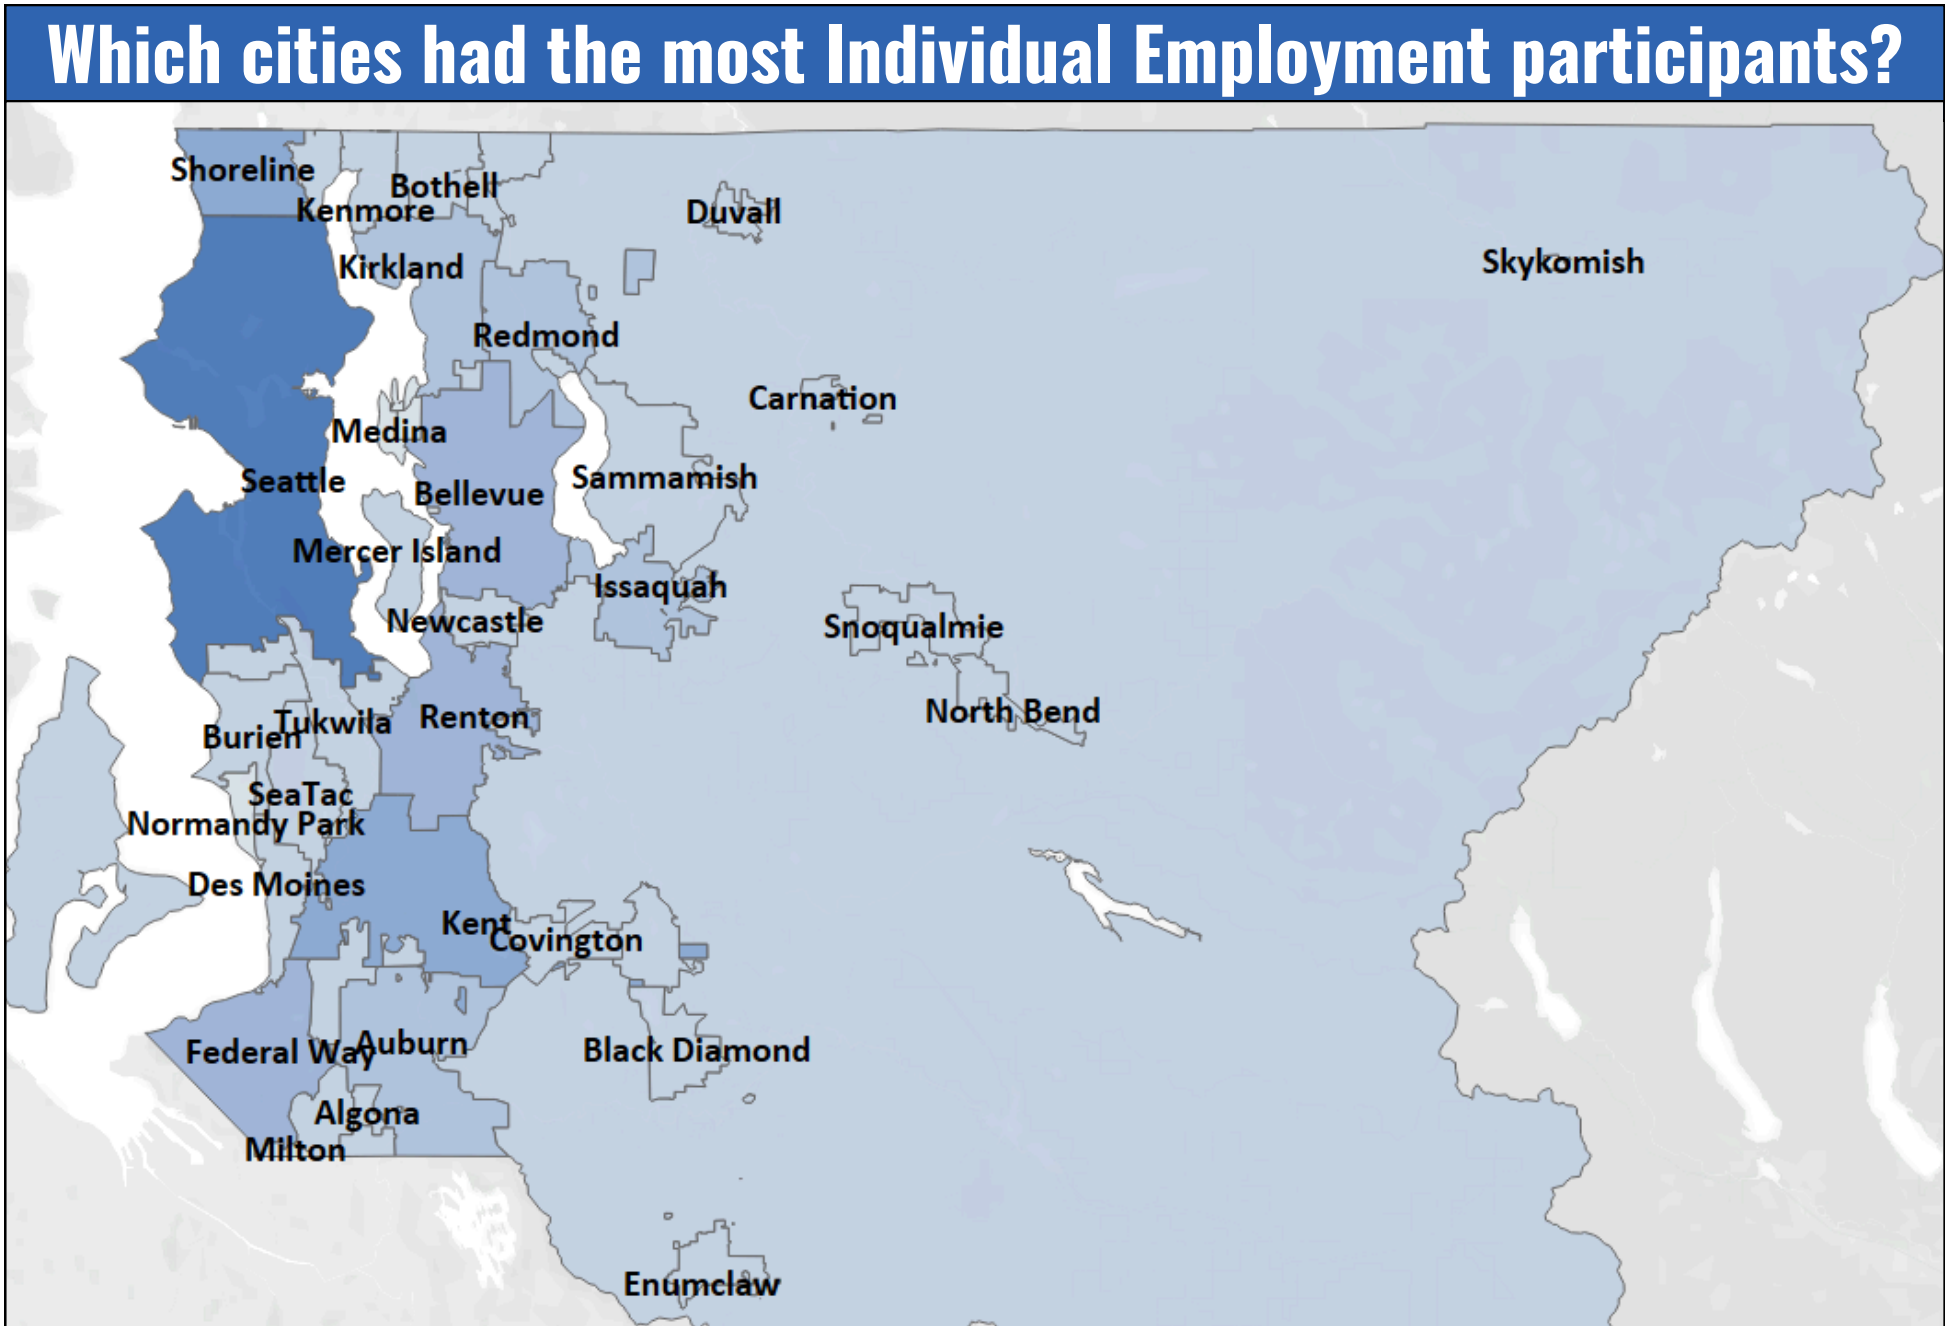 Which cities had the most Individual Employment participants?
Shoreline
Bothell
Kenmore
Duvall
Kirkland
Skykomish
Redmond
Carnation
Medina
Seattle
Bellevue
Sammamish
Mercer Island
Issaquah
Newcastle
Snoqualmie
North Bend
Renton
Tukwila
Burien
SeaTac
Normandy Park
Des Moines
Kent
Covington
Federal Way
Auburn
Black Diamond
Algona
Milton
Enumclaw